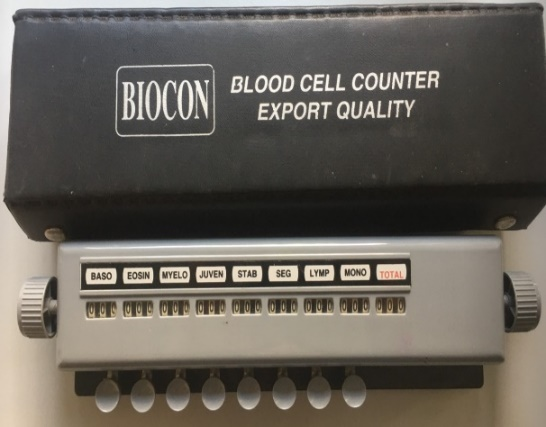 BIOCON
BLOOD CELL COUNTER
EXPORT QUALITY
BASO EOSIN MYELO JUVEN STAB SEG LYMP MONO TOTAL